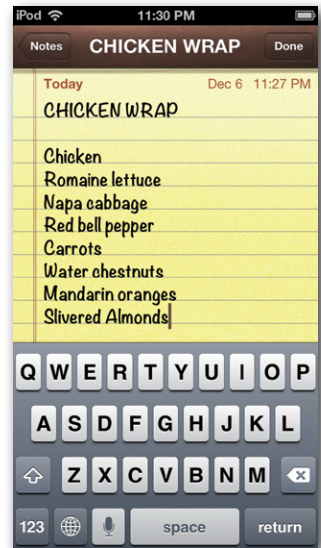 iPod 11:30 PM
Notes CHICKEN WRAP Done
Today Dec 6 11:27 PM
CHICKEN WRAP
Chicken
Romaine lettuce
Napa cabbage
Red bell pepper
Carrots
Water chestnuts
Mandarin oranges
Slivered Almonds
Q W E R T Y U I O P
A S D F G H J K L
Z X C V B N M
123 space return